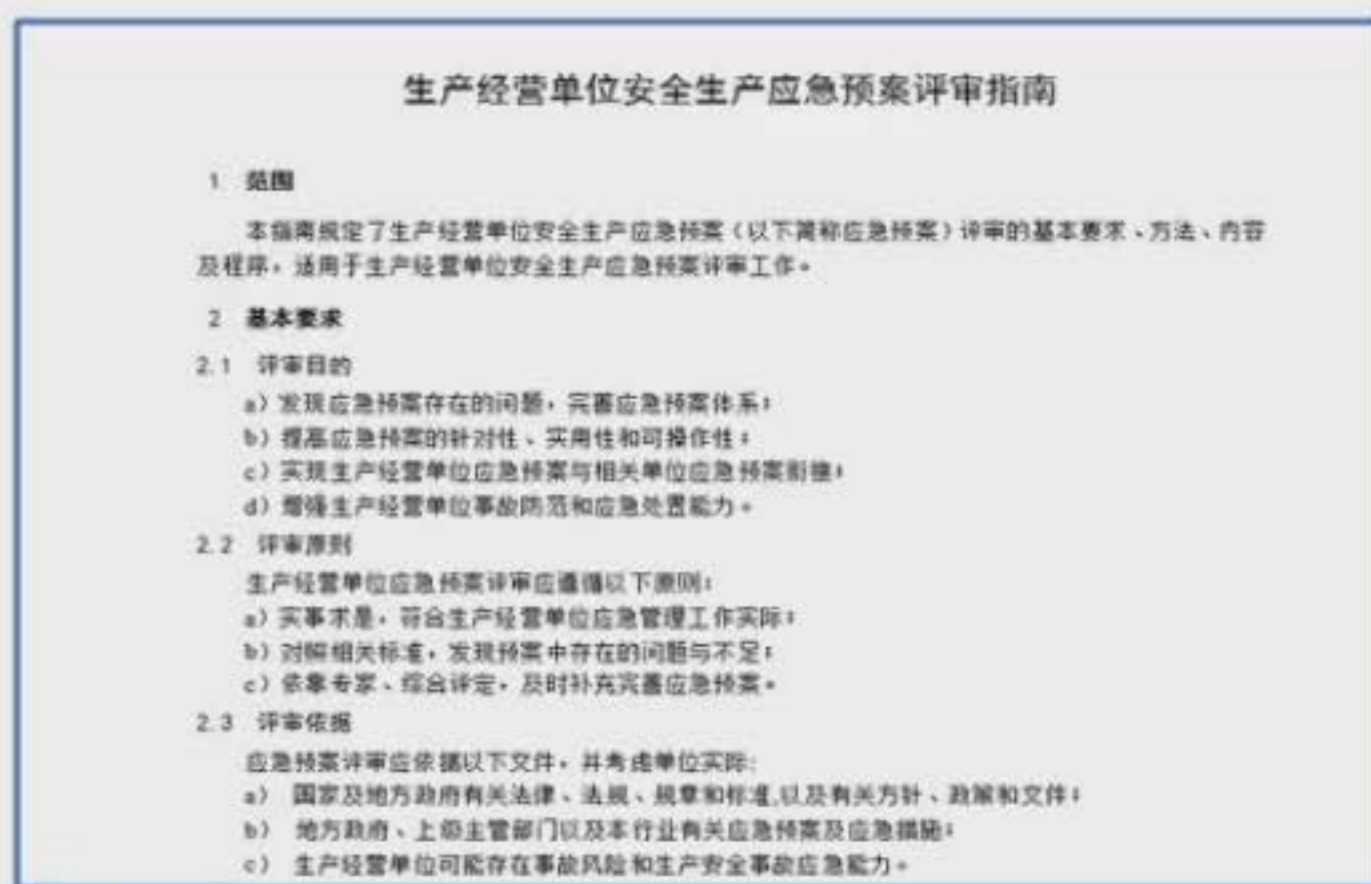 生产经营单位安全生产应急预案评审指南
1 范围
本指南规定了生产经营单位安全生产应急预案（以下简称应急预案）评审的基本要求、方法、内容
及程序，适用于生产经营单位安全生产应急预案评审工作。
2 基本要求
2.1 评审目的
a）发现应急预案存在的问题，完善应急预案体系；
b）提高应急预案的针对性、实用性和可操作性；
c）实现生产经营单位应急预案与相关单位应急预案衔接；
d）增强生产经营单位事故防范和应急处置能力。
2.2 评审原则
生产经营单位应急预案评审应遵循以下原则：
a）实事求是，符合生产经营单位应急管理工作实际；
b）对照相关标准，发现预案中存在的问题与不足；
c）依靠专家、综合评定，及时补充完善应急预案。
2.3 评审依据
应急预案评审应依据以下文件，并考虑单位实际：
a） 国家及地方政府有关法律、法规、规章和标准,以及有关方针、政策和文件；
b） 地方政府、上级主管部门以及本行业有关应急预案及应急措施；
c） 生产经营单位可能存在事故风险和生产安全事故应急能力。